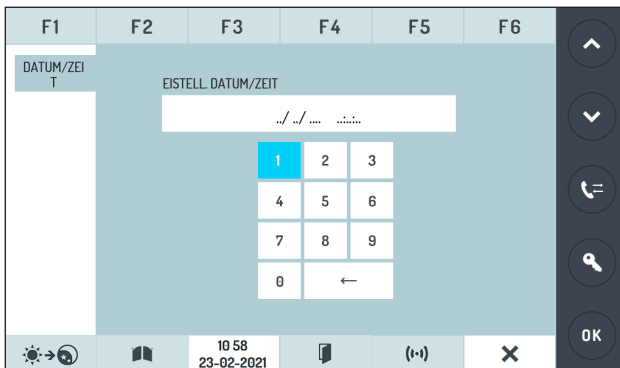 F1 F2 F3 F4 F5 F6
DATUM/ZEI
T
EISTELL. DATUM/ZEIT
../ ../ .... ..:..:..
1 2 3
4 5 6
7 8 9
0 ←
10 58
23-02-2021
OK